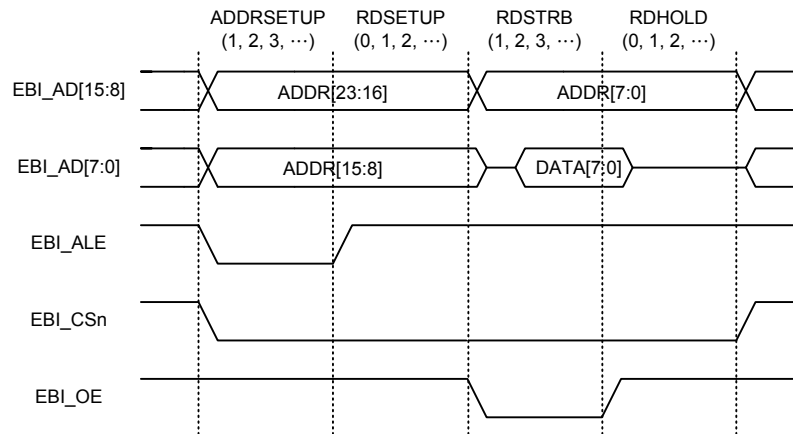 ADDRSETUP RDSETUP RDSTRB RDHOLD
(1, 2, 3, ⋯) (0, 1, 2, ⋯) (1, 2, 3, ⋯) (0, 1, 2, ⋯)
EBI_AD[15:8] ADDR[23:16] ADDR[7:0]
EBI_AD[7:0] ADDR[15:8] DATA[7:0]
EBI_ALE
EBI_CSn
EBI_OE